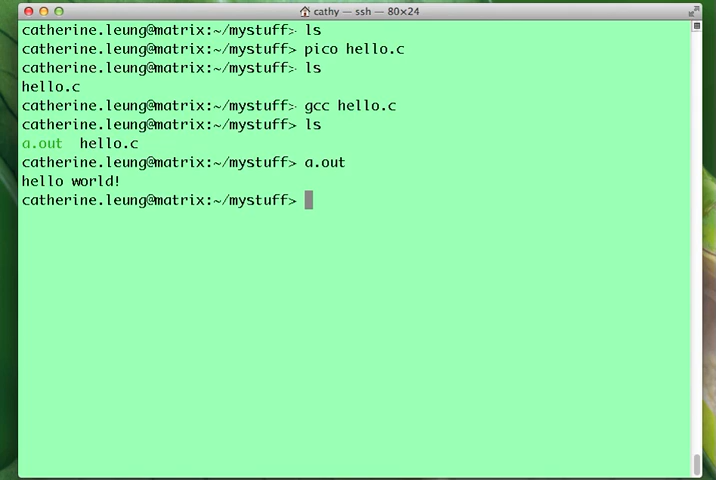 cathy — ssh — 80×24
catherine.leung@matrix:~/mystuff> ls
catherine.leung@matrix:~/mystuff> pico hello.c
catherine.leung@matrix:~/mystuff> ls
hello.c
catherine.leung@matrix:~/mystuff> gcc hello.c
catherine.leung@matrix:~/mystuff> ls
a.out  hello.c
catherine.leung@matrix:~/mystuff> a.out
hello world!
catherine.leung@matrix:~/mystuff>